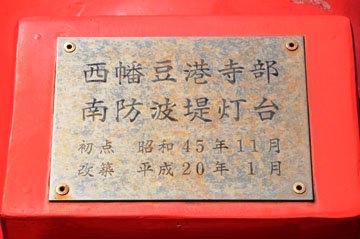 西幡豆港寺部
南防波堤灯台
初点 昭和45年11月
改築 平成20年 1月